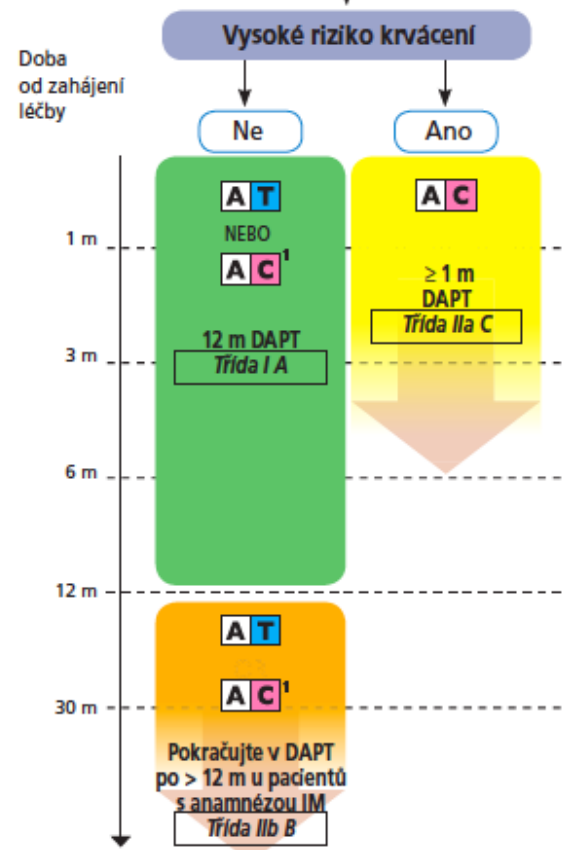 Vysoké riziko krvácení
Doba
od zahájení
léčby
Ne
Ano
A T
NEBO
A C 1
12 m DAPT
Třída I A
A C
≥ 1 m
DAPT
Třída IIa C
1 m
3 m
6 m
12 m
30 m
A T
A C 1
Pokračujte v DAPT
po > 12 m u pacientů
s anamnézou IM
Třída IIb B